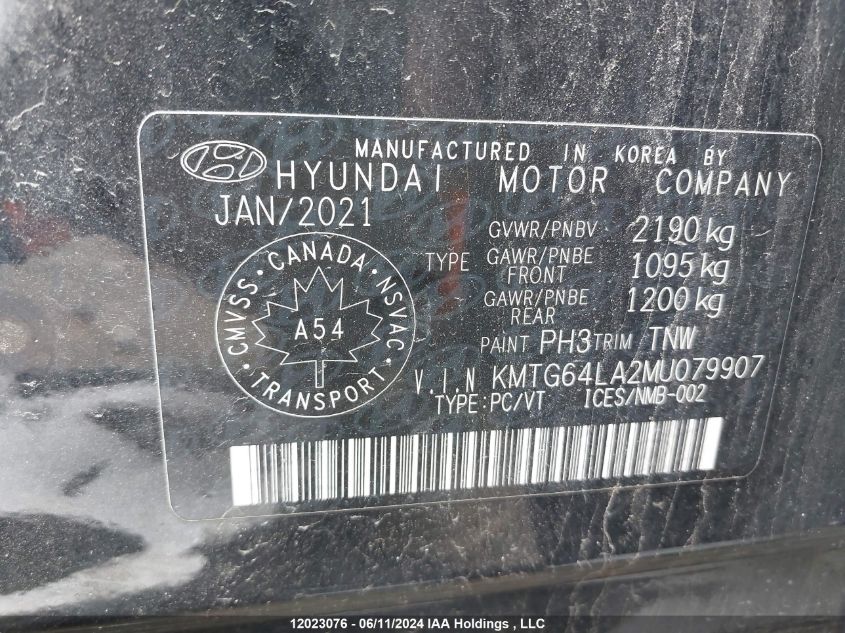 MANUFACTURED IN KOREA BY
HYUNDAI MOTOR COMPANY
JAN/2021
GVWR/PNBV 2190 kg
TYPE GAWR/PNBE FRONT 1095 kg
GAWR/PNBE REAR 1200 kg
PAINT PH3 TRIM TNW
V.I.N KMTG64LA2MU079907
TYPE:PC/VT ICES/NMB-002
CMVSS · CANADA · NSVAC · TRANSPORT ·
A54
12023076 - 06/11/2024 IAA Holdings , LLC